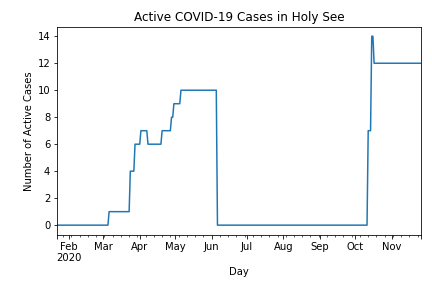 Active COVID-19 Cases in Holy See
14
12
10
8
6
4
2
0
Number of Active Cases
Feb Mar Apr May Jun Jul Aug Sep Oct Nov
2020
Day